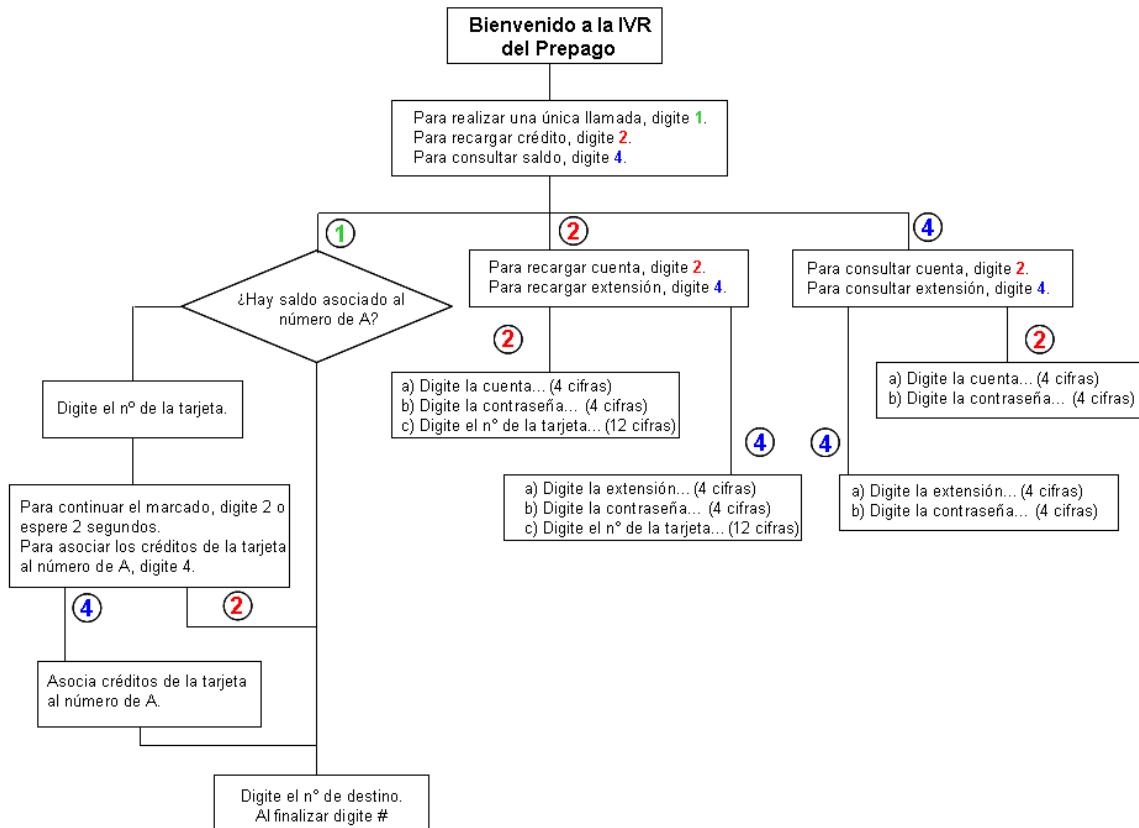 Bienvenido a la IVR
del Prepago
Para realizar una única llamada, digite 1.
Para recargar crédito, digite 2.
Para consultar saldo, digite 4.
1
2
4
¿Hay saldo asociado al
número de A?
Para recargar cuenta, digite 2.
Para recargar extensión, digite 4.
Para consultar cuenta, digite 2.
Para consultar extensión, digite 4.
2
2
Digite el nº de la tarjeta.
a) Digite la cuenta... (4 cifras)
b) Digite la contraseña... (4 cifras)
c) Digite el n° de la tarjeta... (12 cifras)
a) Digite la cuenta... (4 cifras)
b) Digite la contraseña... (4 cifras)
4
4
Para continuar el marcado, digite 2 o
espere 2 segundos.
Para asociar los créditos de la tarjeta
al número de A, digite 4.
a) Digite la extensión... (4 cifras)
b) Digite la contraseña... (4 cifras)
c) Digite el n° de la tarjeta... (12 cifras)
a) Digite la extensión... (4 cifras)
b) Digite la contraseña... (4 cifras)
4
2
Asocia créditos de la tarjeta
al número de A.
Digite el n° de destino.
Al finalizar digite #